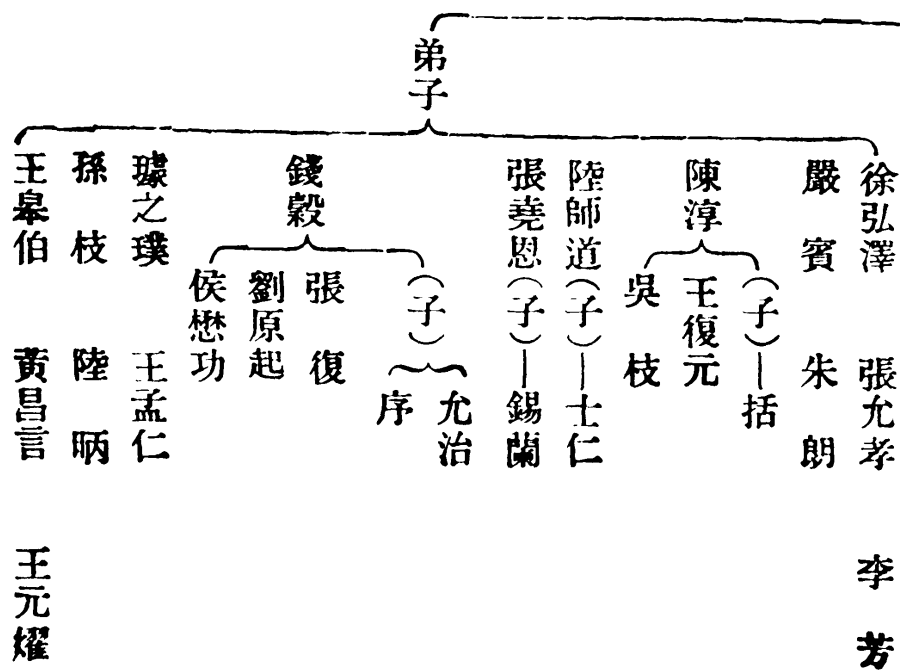 弟子
徐弘澤 張允孝 李芳
嚴賓 朱朗
陳淳
(子)—括
王復元
吳枝
陸師道(子)—士仁
張堯恩(子)—錫蘭
錢穀
(子)
允治
序
張復
劉原起
侯懋功
璩之璞 王孟仁
孫枝 陸昞
王皋伯 黃昌言 王元燿